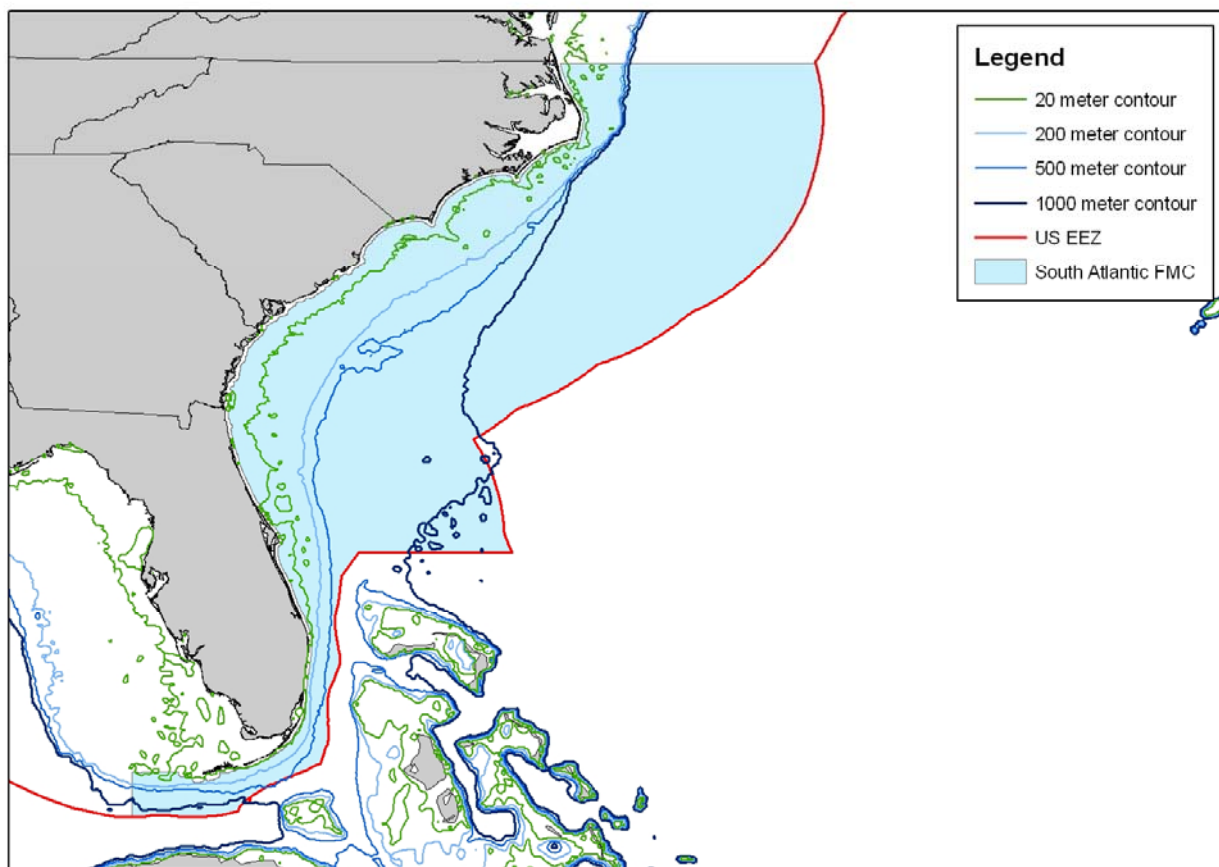 Legend
20 meter contour
200 meter contour
500 meter contour
1000 meter contour
US EEZ
South Atlantic FMC